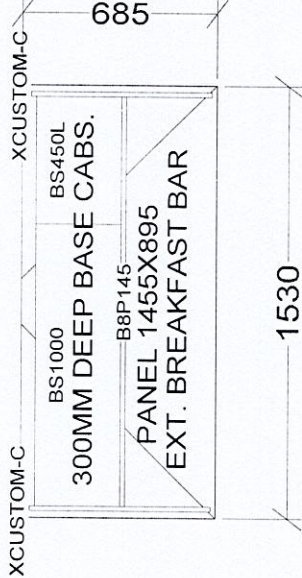 685
XCUSTOM-C
XCUSTOM-C
BS1000
BS450L
300MM DEEP BASE CABS.
B8P145
PANEL 1455X895
EXT. BREAKFAST BAR
1530